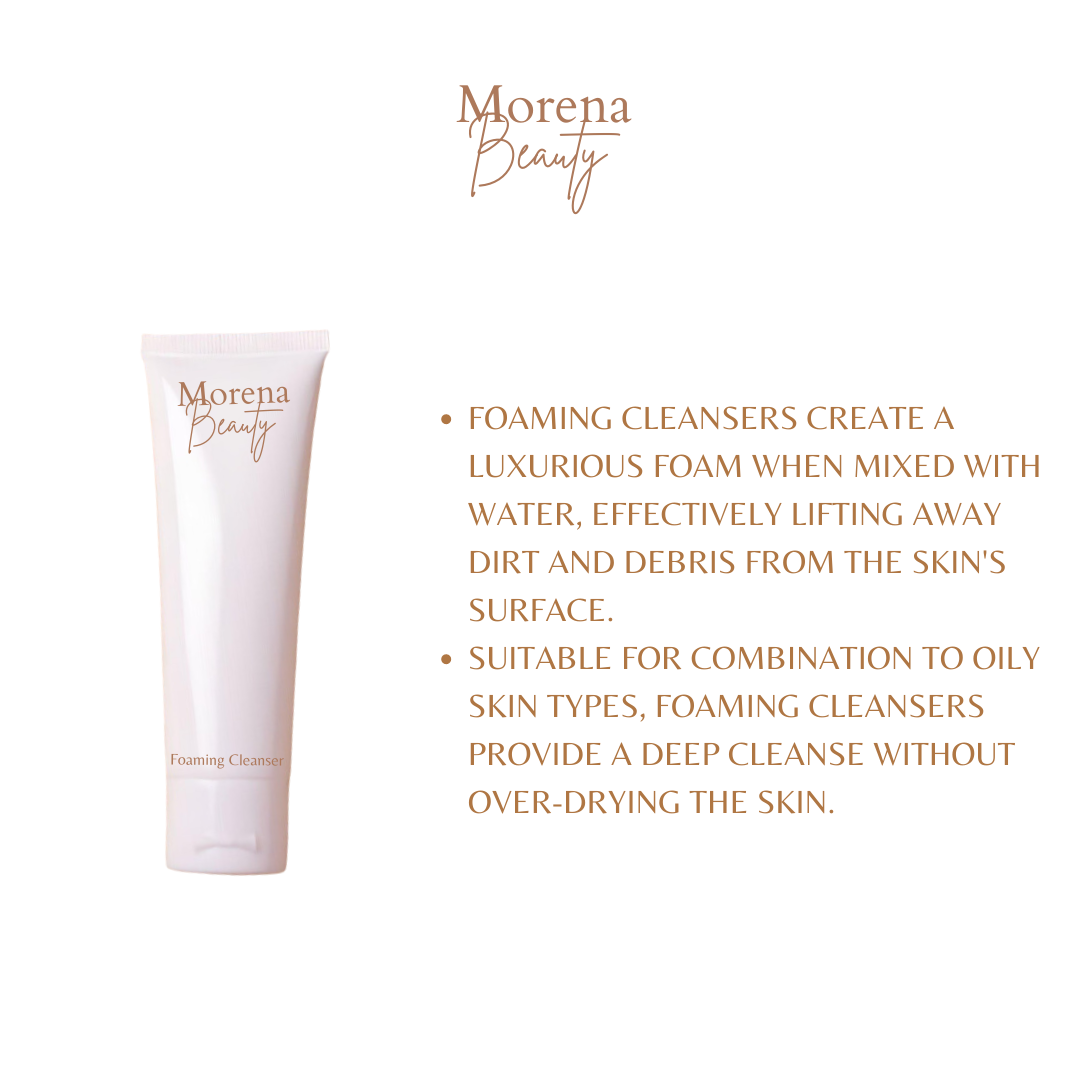 Morena
Beauty
Morena
Beauty
Foaming Cleanser
• FOAMING CLEANSERS CREATE A
LUXURIOUS FOAM WHEN MIXED WITH
WATER, EFFECTIVELY LIFTING AWAY
DIRT AND DEBRIS FROM THE SKIN'S
SURFACE.
• SUITABLE FOR COMBINATION TO OILY
SKIN TYPES, FOAMING CLEANSERS
PROVIDE A DEEP CLEANSE WITHOUT
OVER-DRYING THE SKIN.